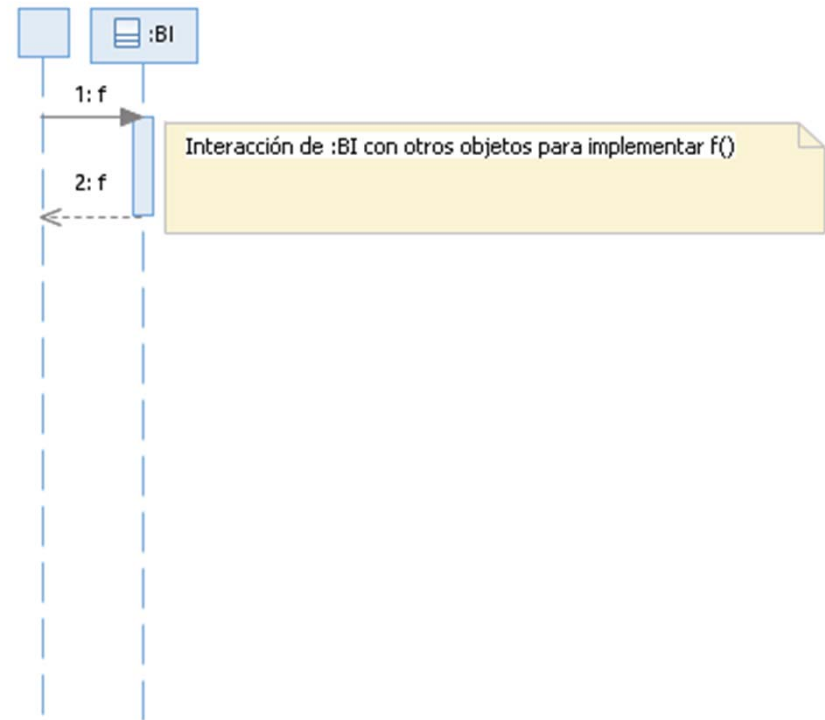 :BI
1: f
Interacción de :BI con otros objetos para implementar f()
2: f